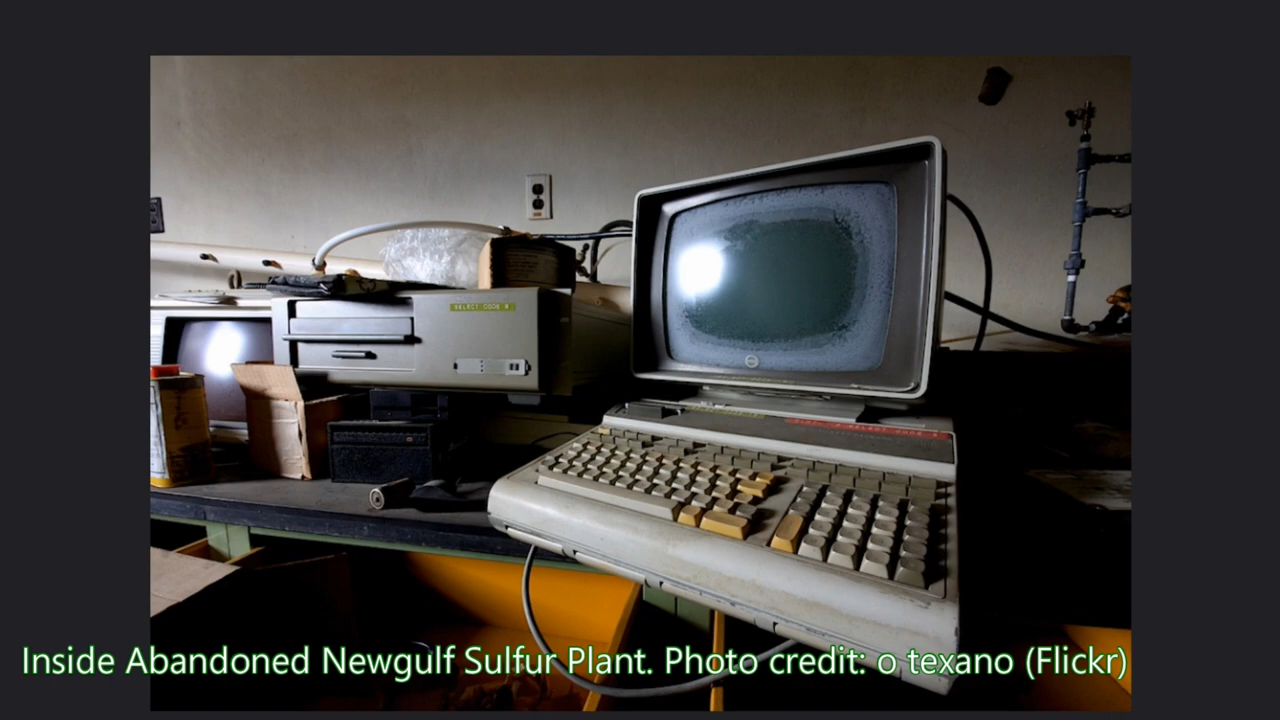 SELECT CODE 8
Inside Abandoned Newgulf Sulfur Plant. Photo credit: o texano (Flickr)